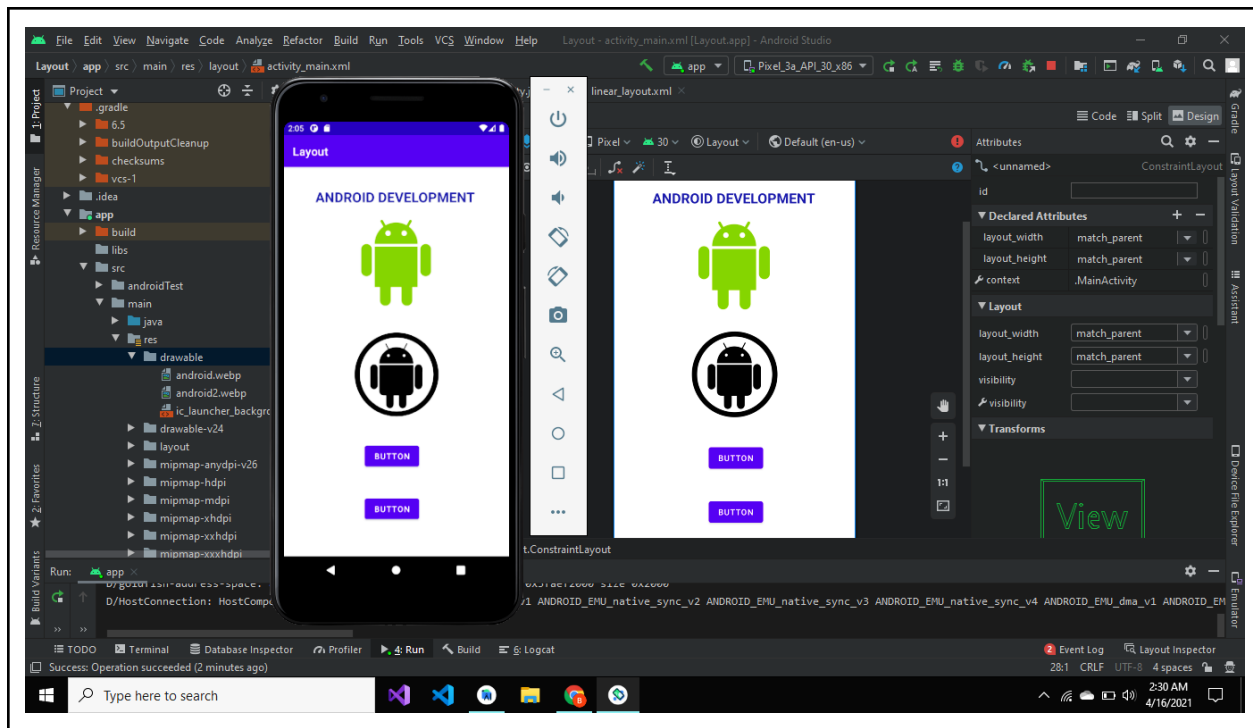 File Edit View Navigate Code Analyze Refactor Build Run Tools VCS Window Help Layout - activity_main.xml [Layout.app] - Android Studio
Layout app src main res layout activity_main.xml app Pixel_3a_API_30_x86
1: Project
Resource Manager
Z: Structure
2: Favorites
Build Variants
Project
.gradle
6.5
buildOutputCleanup
checksums
vcs-1
.idea
app
build
libs
src
androidTest
main
java
res
drawable
android.webp
android2.webp
ic_launcher_backgro
drawable-v24
layout
mipmap-anydpi-v26
mipmap-hdpi
mipmap-mdpi
mipmap-xhdpi
mipmap-xxhdpi
mipmap-xxxhdpi
2:05
Layout
ANDROID DEVELOPMENT
BUTTON
BUTTON
linear_layout.xml
Code Split Design
Pixel 30 Layout Default (en-us)
ANDROID DEVELOPMENT
BUTTON
BUTTON
1:1
t.ConstraintLayout
Attributes
<unnamed> ConstraintLayout
id
Declared Attributes
layout_width match_parent
layout_height match_parent
context .MainActivity
Layout
layout_width match_parent
layout_height match_parent
visibility
visibility
Transforms
View
Gradle
Layout Validation
Assistant
Device File Explorer
Emulator
Run: app
D/HostConnection: HostCompo v1 ANDROID_EMU_native_sync_v2 ANDROID_EMU_native_sync_v3 ANDROID_EMU_native_sync_v4 ANDROID_EMU_dma_v1 ANDROID_EM
TODO Terminal Database Inspector Profiler 4: Run Build 6: Logcat 2 Event Log Layout Inspector
Success: Operation succeeded (2 minutes ago) 28:1 CRLF UTF-8 4 spaces
Type here to search
2:30 AM
4/16/2021